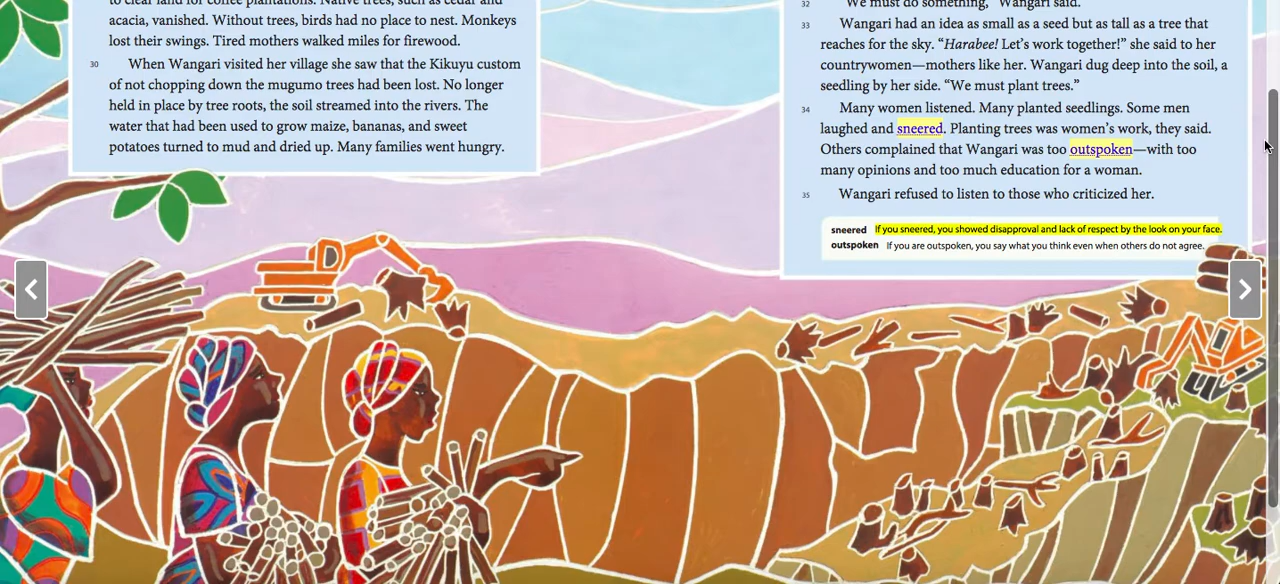 to clear land for coffee plantations. Native trees, such as cedar and
acacia, vanished. Without trees, birds had no place to nest. Monkeys
lost their swings. Tired mothers walked miles for firewood.
30 When Wangari visited her village she saw that the Kikuyu custom
of not chopping down the mugumo trees had been lost. No longer
held in place by tree roots, the soil streamed into the rivers. The
water that had been used to grow maize, bananas, and sweet
potatoes turned to mud and dried up. Many families went hungry.
32 "We must do something," Wangari said.
33 Wangari had an idea as small as a seed but as tall as a tree that
reaches for the sky. “Harabee! Let’s work together!” she said to her
countrywomen—mothers like her. Wangari dug deep into the soil, a
seedling by her side. “We must plant trees.”
34 Many women listened. Many planted seedlings. Some men
laughed and sneered. Planting trees was women’s work, they said.
Others complained that Wangari was too outspoken—with too
many opinions and too much education for a woman.
35 Wangari refused to listen to those who criticized her.
sneered If you sneered, you showed disapproval and lack of respect by the look on your face.
outspoken If you are outspoken, you say what you think even when others do not agree.